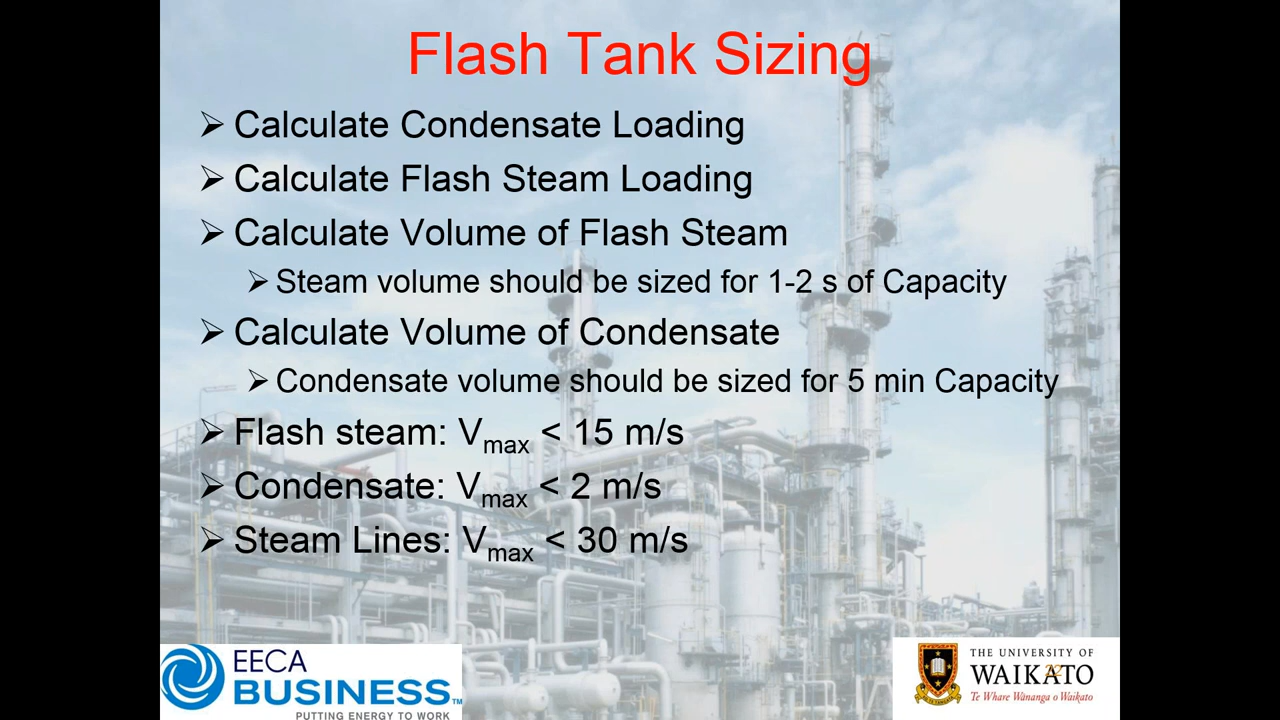 Flash Tank Sizing
➢ Calculate Condensate Loading
➢ Calculate Flash Steam Loading
➢ Calculate Volume of Flash Steam
➢ Steam volume should be sized for 1-2 s of Capacity
➢ Calculate Volume of Condensate
➢ Condensate volume should be sized for 5 min Capacity
➢ Flash steam: Vmax < 15 m/s
➢ Condensate: Vmax < 2 m/s
➢ Steam Lines: Vmax < 30 m/s
EECA
BUSINESS™
PUTTING ENERGY TO WORK
THE UNIVERSITY OF
WAIKATO
22
Te Whare Wānanga o Waikato